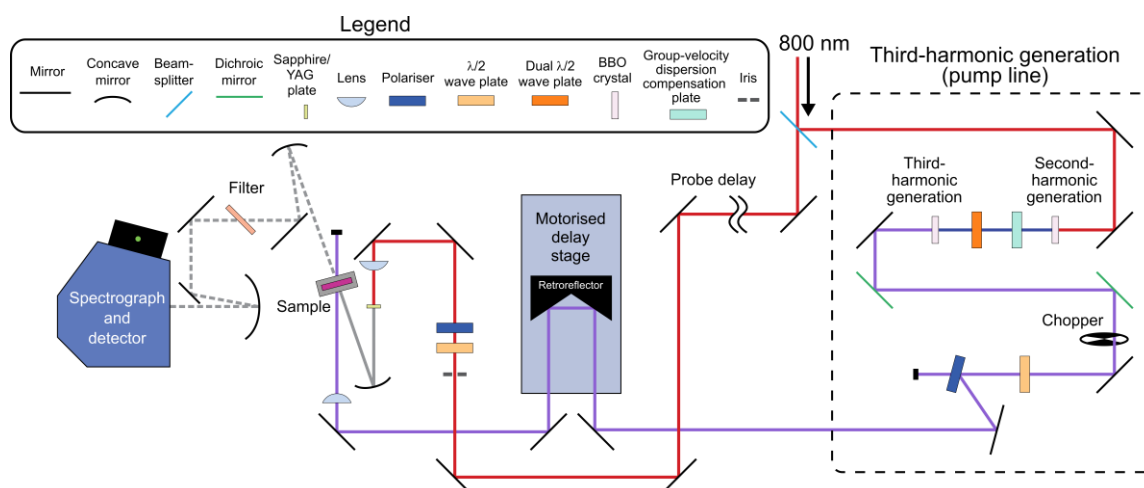 Legend
Mirror
Concave
mirror
Beam-
splitter
Dichroic
mirror
Sapphire/
YAG
plate
Lens
Polariser
λ/2
wave plate
Dual λ/2
wave plate
BBO
crystal
Group-velocity
dispersion
compensation
plate
Iris
800 nm
Third-harmonic generation
(pump line)
Third-
harmonic
generation
Second-
harmonic
generation
Probe delay
Filter
Motorised
delay
stage
Retroreflector
Sample
Spectrograph
and
detector
Chopper